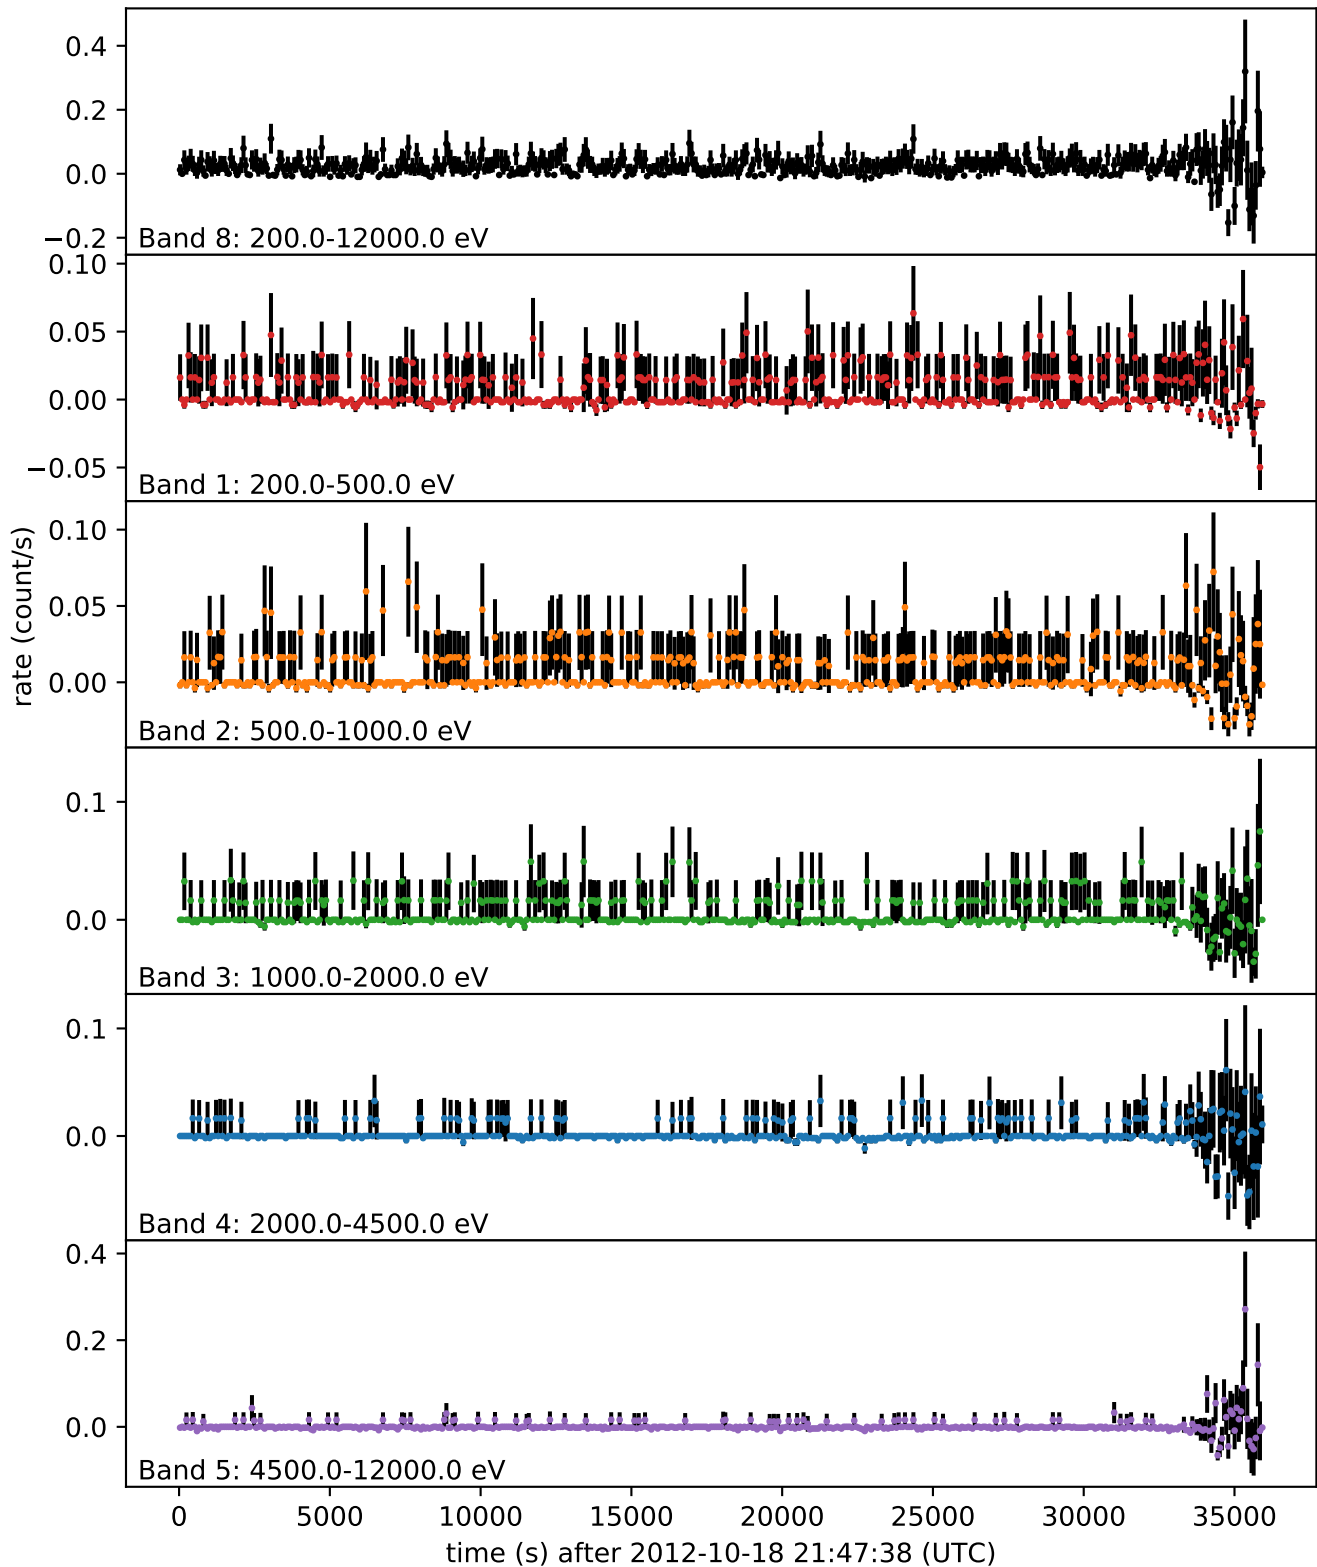 0.4
0.2
0.0
−0.2
Band 8: 200.0-12000.0 eV
0.10
0.05
0.00
−0.05
Band 1: 200.0-500.0 eV
rate (count/s)
0.10
0.05
0.00
Band 2: 500.0-1000.0 eV
0.1
0.0
Band 3: 1000.0-2000.0 eV
0.1
0.0
Band 4: 2000.0-4500.0 eV
0.4
0.2
0.0
Band 5: 4500.0-12000.0 eV
0 5000 10000 15000 20000 25000 30000 35000
time (s) after 2012-10-18 21:47:38 (UTC)